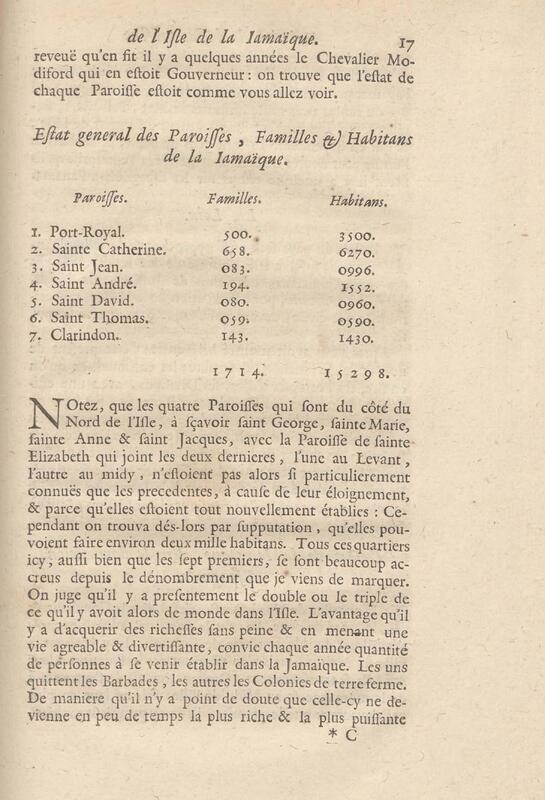 de l'Iſle de la Iamaïque. 17
reveuë qu'en fit il y a quelques années le Chevalier Mo-
diford qui en eſtoit Gouverneur : on trouve que l'eſtat de
chaque Paroiſſe eſtoit comme vous allez voir.
Eſtat general des Paroiſſes, Familles & Habitans
de la Iamaïque.
Paroiſſes. Familles. Habitans.
1. Port-Royal. 500. 3500.
2. Sainte Catherine. 658. 6270.
3. Saint Jean. 083. 0996.
4. Saint André. 194. 1552.
5. Saint David. 080. 0960.
6. Saint Thomas. 059. 0590.
7. Clarindon. 143. 1430.
1714. 15298.
NOtez, que les quatre Paroiſſes qui ſont du côté du
Nord de l'Iſle, à ſçavoir ſaint George, ſainte Marie,
ſainte Anne & ſaint Jacques, avec la Paroiſſe de ſainte
Elizabeth qui joint les deux dernieres, l'une au Levant,
l'autre au midy, n'eſtoient pas alors ſi particulierement
connuës que les precedentes, à cauſe de leur éloignement,
& parce qu'elles eſtoient tout nouvellement établies : Ce-
pendant on trouva dés-lors par ſupputation, qu'elles pou-
voient faire environ deux mille habitans. Tous ces quartiers
icy, auſſi bien que les ſept premiers, ſe ſont beaucoup ac-
creus depuis le dénombrement que je viens de marquer.
On juge qu'il y a preſentement le double ou le triple de
ce qu'il y avoit alors de monde dans l'Iſle. L'avantage qu'il
y a d'acquerir des richeſſes ſans peine & en menant une
vie agreable & divertiſſante, convie chaque année quantité
de perſonnes à ſe venir établir dans la Jamaïque. Les uns
quittent les Barbades, les autres les Colonies de terre ferme.
De maniere qu'il n'y a point de doute que celle-cy ne de-
vienne en peu de temps la plus riche & la plus puiſſante
* C